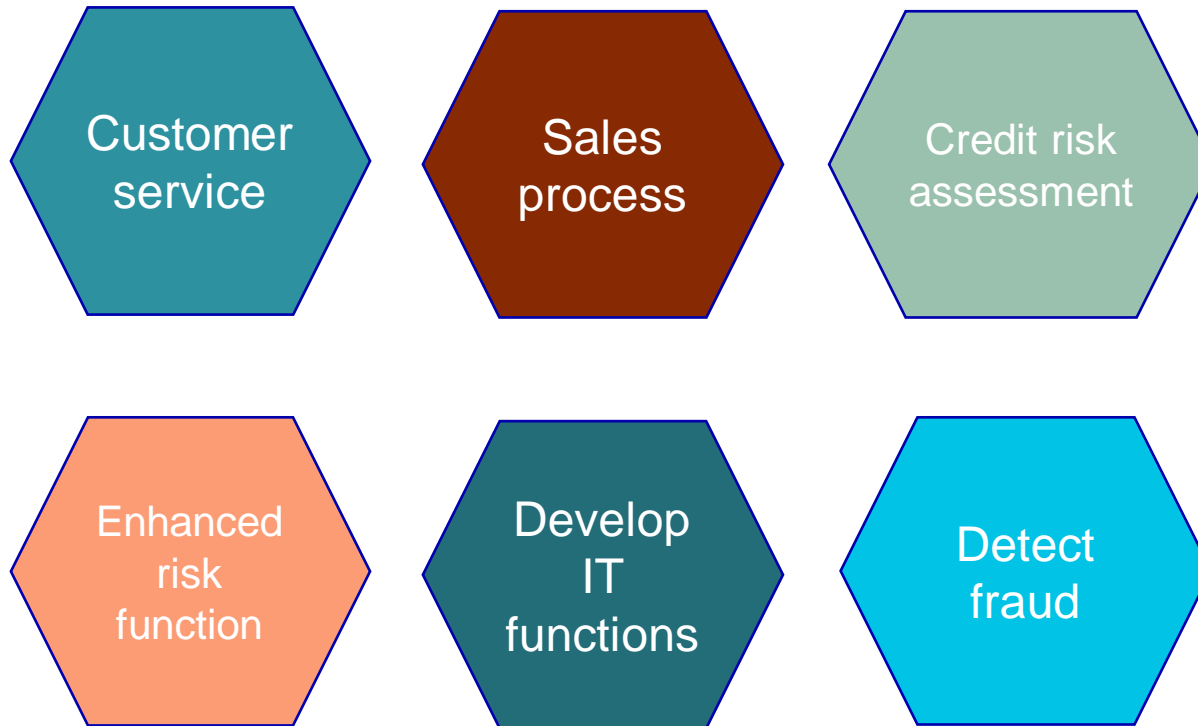 Customer
service
Sales
process
Credit risk
assessment
Enhanced
risk
function
Develop
IT
functions
Detect
fraud